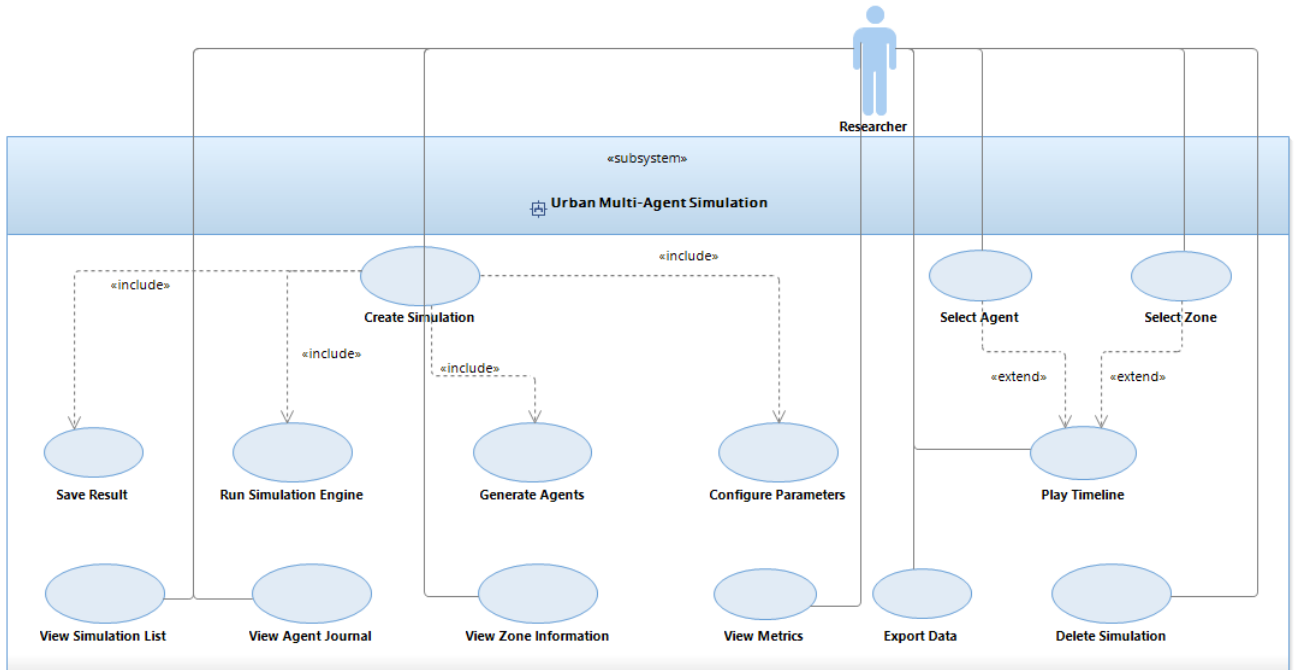 Researcher
«subsystem»
Urban Multi-Agent Simulation
«include»
«include»
Create Simulation
Select Agent
Select Zone
«include»
«include»
«extend»
«extend»
Save Result
Run Simulation Engine
Generate Agents
Configure Parameters
Play Timeline
View Simulation List
View Agent Journal
View Zone Information
View Metrics
Export Data
Delete Simulation